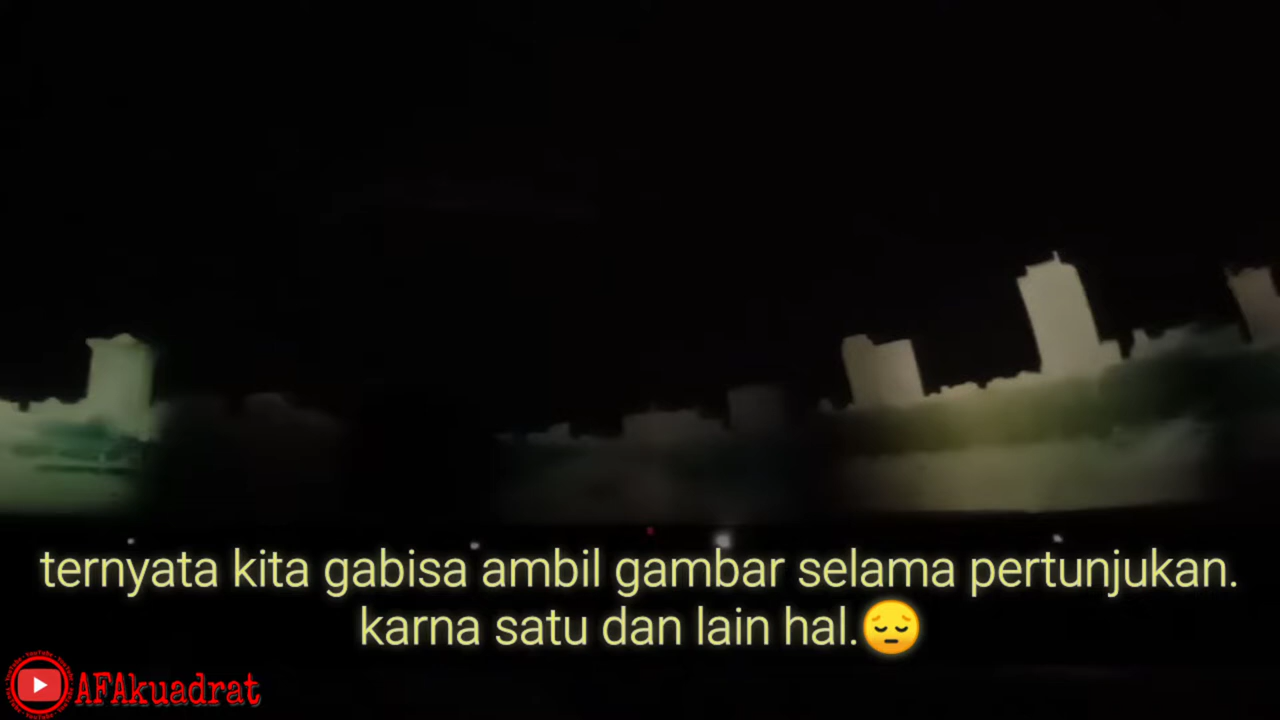 ternyata kita gabisa ambil gambar selama pertunjukan.
karna satu dan lain hal.😔
AFAkuadrat